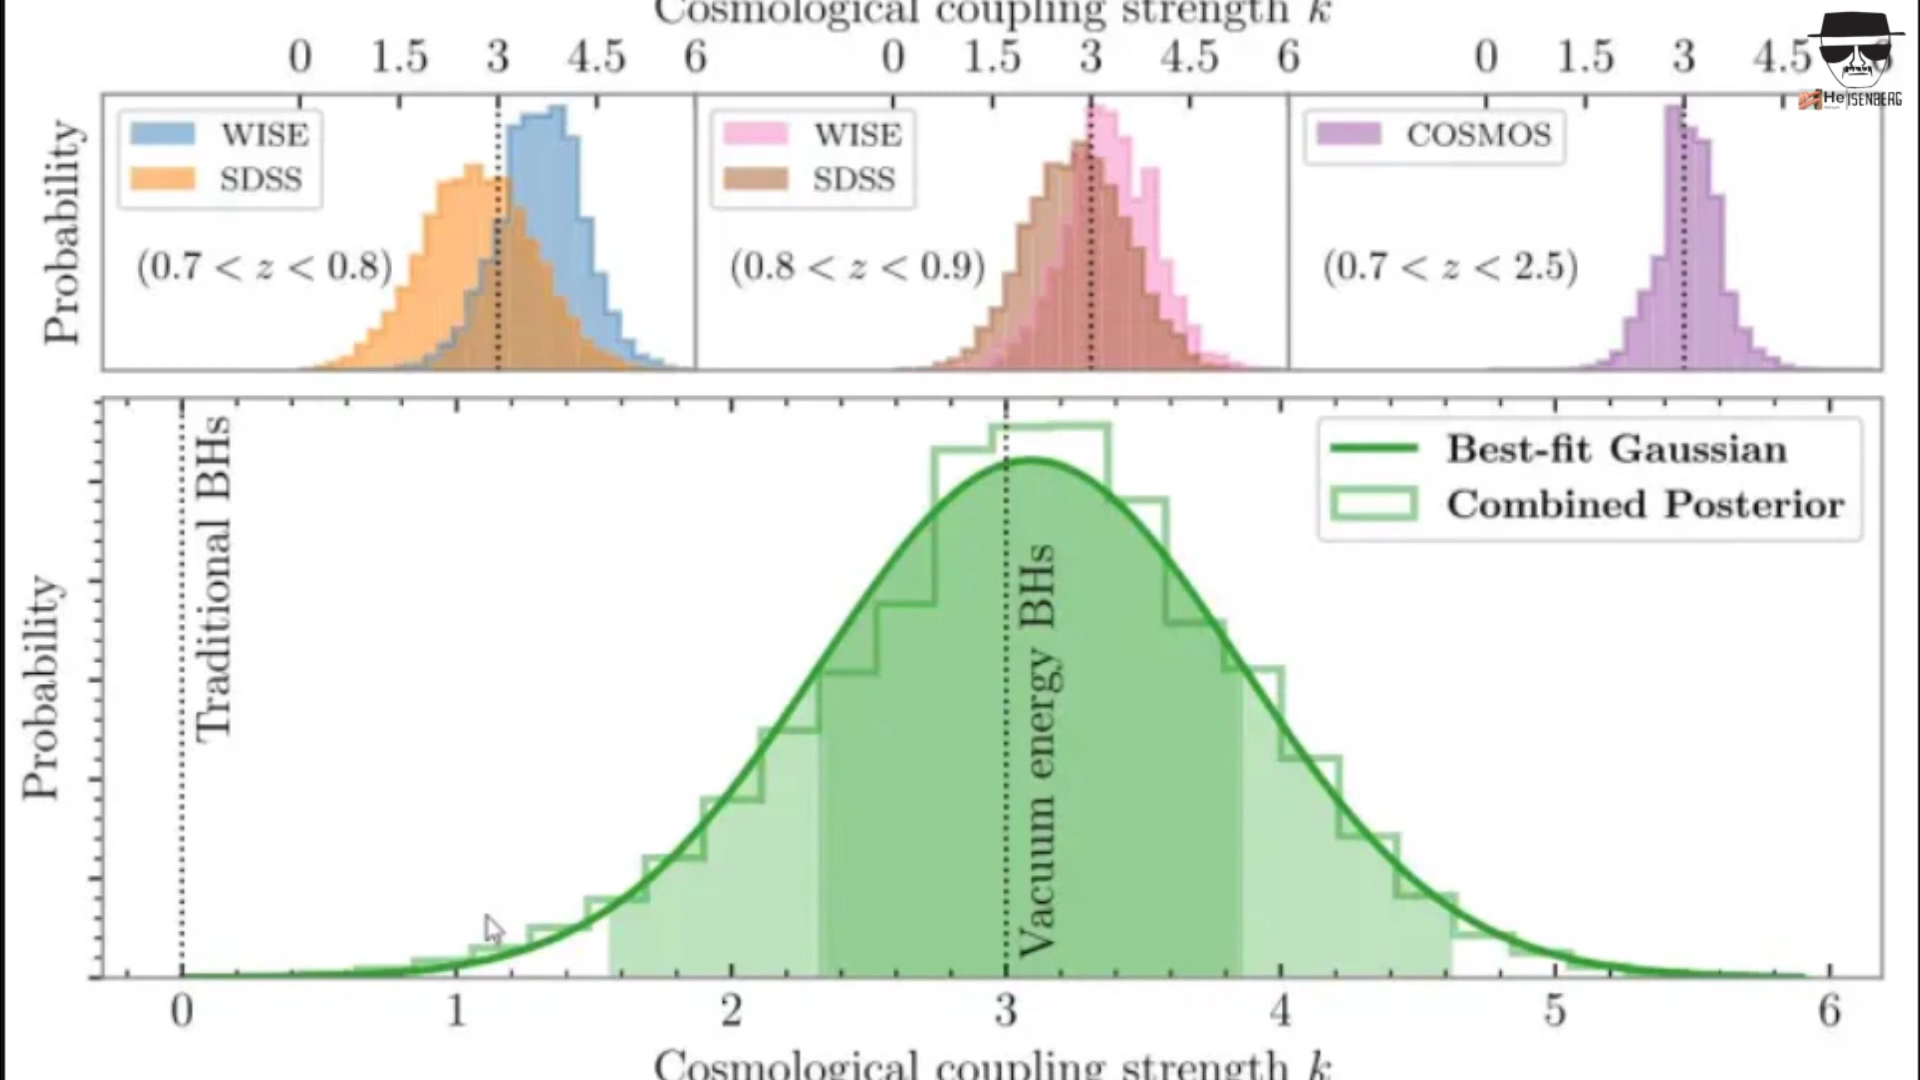 Cosmological coupling strength k
0 1.5 3 4.5 6 0 1.5 3 4.5 6 0 1.5 3 4.5 6
HeISENBERG
Probability
WISE
SDSS
(0.7 < z < 0.8)
WISE
SDSS
(0.8 < z < 0.9)
COSMOS
(0.7 < z < 2.5)
Probability
Traditional BHs
Vacuum energy BHs
Best-fit Gaussian
Combined Posterior
0 1 2 3 4 5 6
Cosmological coupling strength k